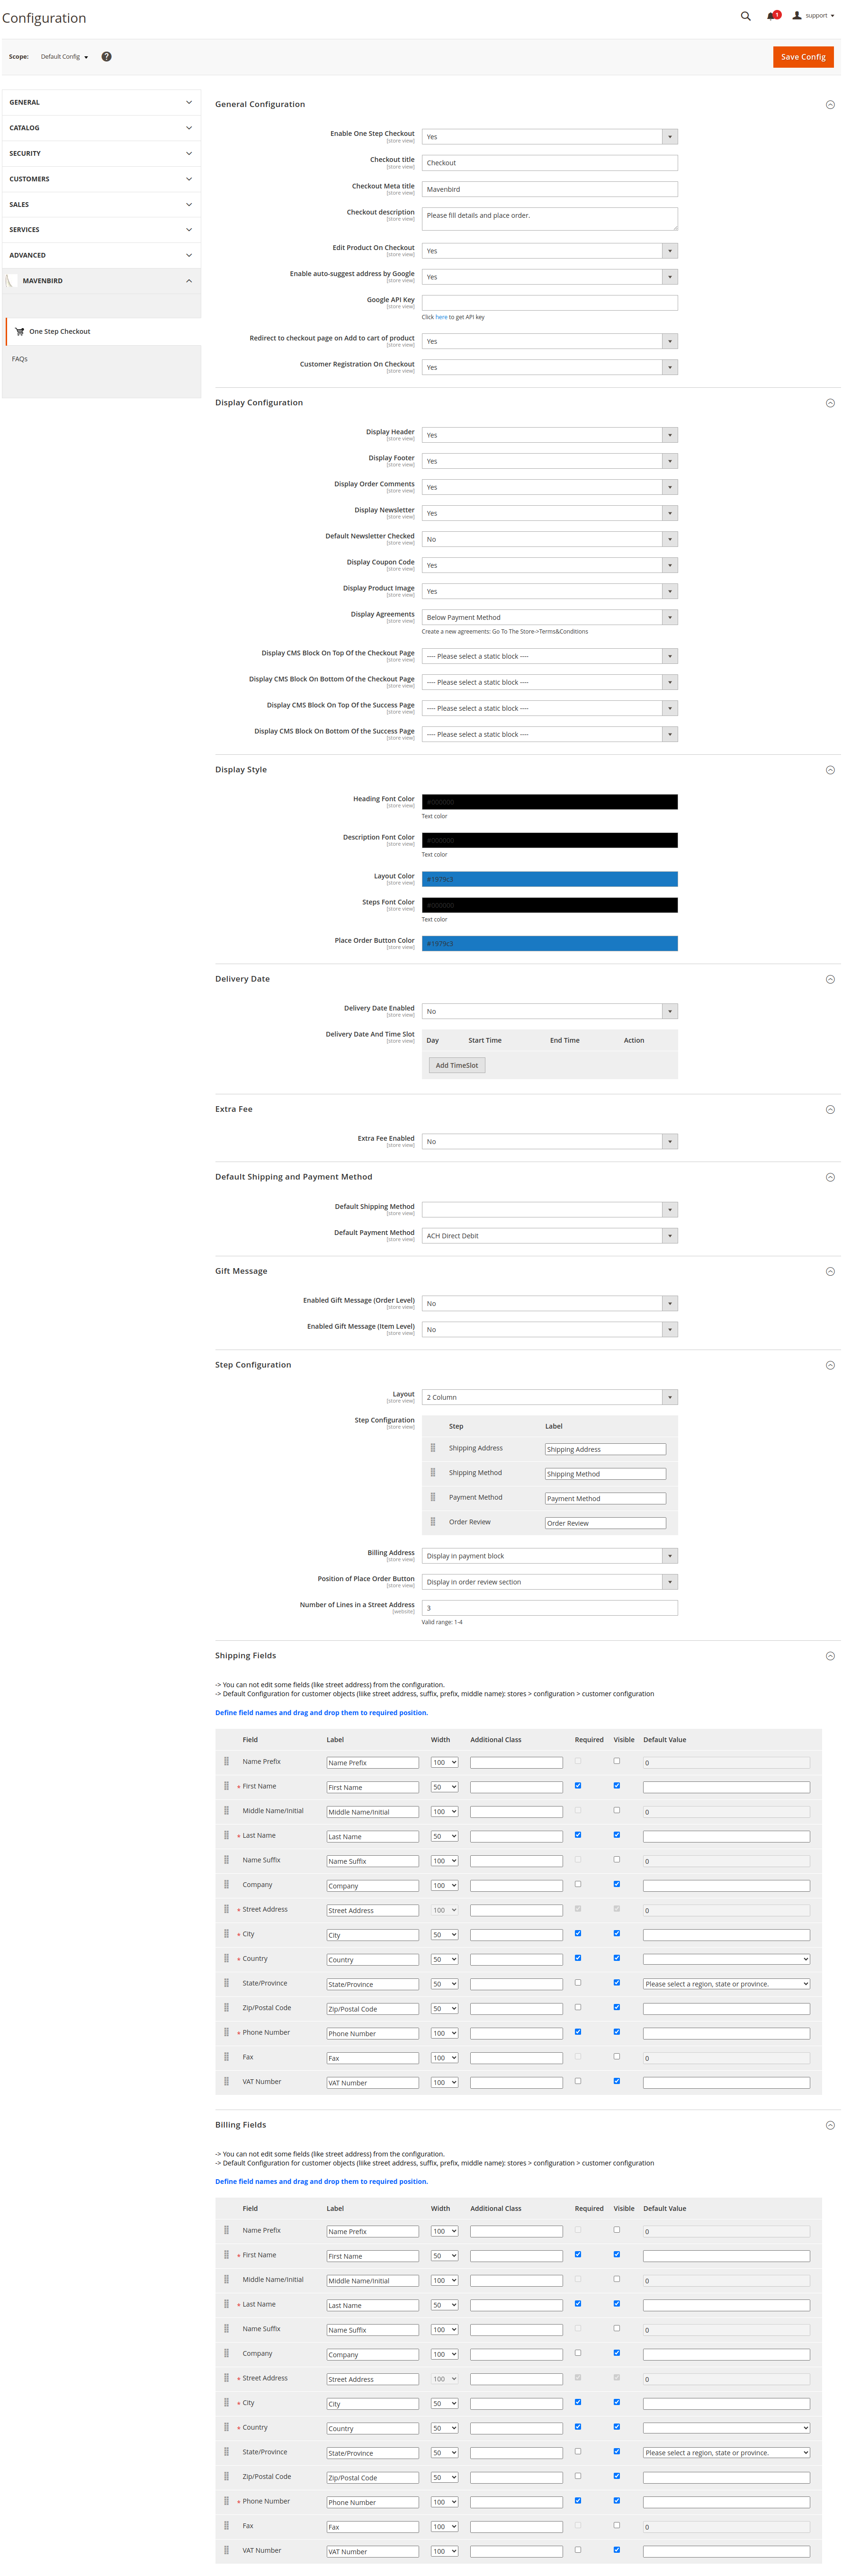 Configuration
1
support
Scope: Default Config ?
Save Config
GENERAL
CATALOG
SECURITY
CUSTOMERS
SALES
SERVICES
ADVANCED
MAVENBIRD
One Step Checkout
FAQs
General Configuration
Enable One Step Checkout Yes
[store view]
Checkout title Checkout
[store view]
Checkout Meta title Mavenbird
[store view]
Checkout description Please fill details and place order.
[store view]
Edit Product On Checkout Yes
[store view]
Enable auto-suggest address by Google Yes
[store view]
Google API Key
[store view]
Click here to get API key
Redirect to checkout page on Add to cart of product Yes
[store view]
Customer Registration On Checkout Yes
[store view]
Display Configuration
Display Header Yes
[store view]
Display Footer Yes
[store view]
Display Order Comments Yes
[store view]
Display Newsletter Yes
[store view]
Default Newsletter Checked No
[store view]
Display Coupon Code Yes
[store view]
Display Product Image Yes
[store view]
Display Agreements Below Payment Method
[store view]
Create a new agreements: Go To The Store->Terms&Conditions
Display CMS Block On Top Of the Checkout Page ---- Please select a static block ----
[store view]
Display CMS Block On Bottom Of the Checkout Page ---- Please select a static block ----
[store view]
Display CMS Block On Top Of the Success Page ---- Please select a static block ----
[store view]
Display CMS Block On Bottom Of the Success Page ---- Please select a static block ----
[store view]
Display Style
Heading Font Color #000000
[store view]
Text color
Description Font Color #000000
[store view]
Text color
Layout Color #1979c3
[store view]
Steps Font Color #000000
[store view]
Text color
Place Order Button Color #1979c3
[store view]
Delivery Date
Delivery Date Enabled No
[store view]
Delivery Date And Time Slot Day Start Time End Time Action
[store view]
Add TimeSlot
Extra Fee
Extra Fee Enabled No
[store view]
Default Shipping and Payment Method
Default Shipping Method
[store view]
Default Payment Method ACH Direct Debit
[store view]
Gift Message
Enabled Gift Message (Order Level) No
[store view]
Enabled Gift Message (Item Level) No
[store view]
Step Configuration
Layout 2 Column
[store view]
Step Configuration Step Label
[store view]
Shipping Address Shipping Address
Shipping Method Shipping Method
Payment Method Payment Method
Order Review Order Review
Billing Address Display in payment block
[store view]
Position of Place Order Button Display in order review section
[store view]
Number of Lines in a Street Address 3
[website]
Valid range: 1-4
Shipping Fields
-> You can not edit some fields (like street address) from the configuration.
-> Default Configuration for customer objects (liike street address, suffix, prefix, middle name): stores > configuration > customer configuration
Define field names and drag and drop them to required position.
Field Label Width Additional Class Required Visible Default Value
Name Prefix Name Prefix 100 0
* First Name First Name 50
Middle Name/Initial Middle Name/Initial 100 0
* Last Name Last Name 50
Name Suffix Name Suffix 100 0
Company Company 100
* Street Address Street Address 100 0
* City City 50
* Country Country 50
State/Province State/Province 50 Please select a region, state or province.
Zip/Postal Code Zip/Postal Code 50
* Phone Number Phone Number 100
Fax Fax 100 0
VAT Number VAT Number 100
Billing Fields
-> You can not edit some fields (like street address) from the configuration.
-> Default Configuration for customer objects (liike street address, suffix, prefix, middle name): stores > configuration > customer configuration
Define field names and drag and drop them to required position.
Field Label Width Additional Class Required Visible Default Value
Name Prefix Name Prefix 100 0
* First Name First Name 50
Middle Name/Initial Middle Name/Initial 100 0
* Last Name Last Name 50
Name Suffix Name Suffix 100 0
Company Company 100
* Street Address Street Address 100 0
* City City 50
* Country Country 50
State/Province State/Province 50 Please select a region, state or province.
Zip/Postal Code Zip/Postal Code 50
* Phone Number Phone Number 100
Fax Fax 100 0
VAT Number VAT Number 100